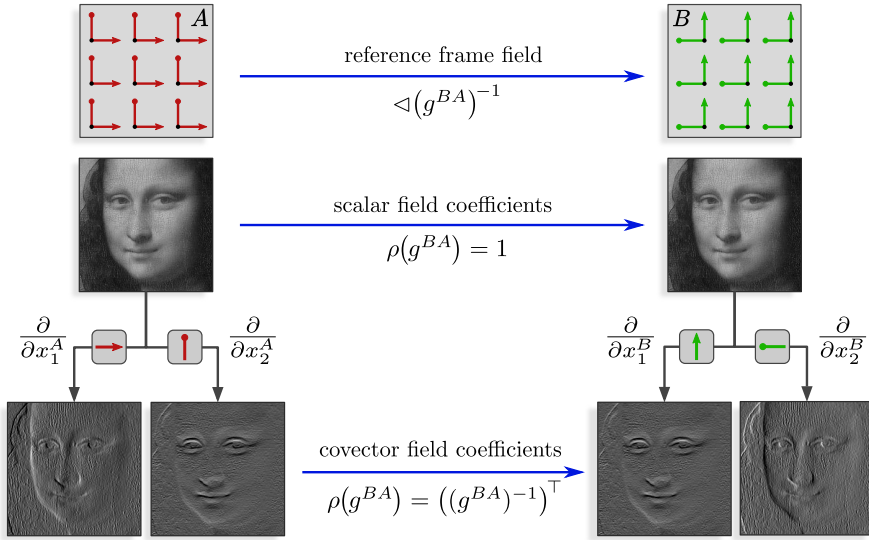 A
B
reference frame field
◁(g^{BA})^{-1}
scalar field coefficients
ρ(g^{BA}) = 1
∂/∂x_1^A
∂/∂x_2^A
∂/∂x_1^B
∂/∂x_2^B
covector field coefficients
ρ(g^{BA}) = ((g^{BA})^{-1})^⊤